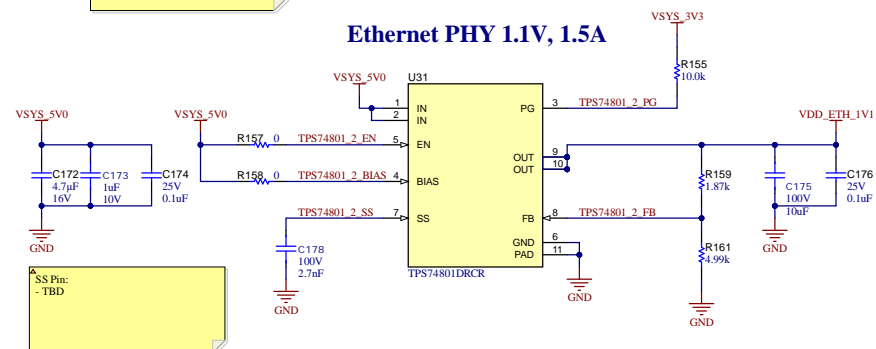 Ethernet PHY 1.1V, 1.5A
VSYS_3V3
R155
10.0k
VSYS_5V0
U31
1 IN
2 IN
PG 3 TPS74801_2_PG
VSYS_5V0
VSYS_5V0
VDD_ETH_1V1
R157 0 TPS74801_2_EN 5 EN
OUT 9
OUT 10
C172
4.7µF
16V
C173
1uF
10V
C174
25V
0.1uF
R158 0 TPS74801_2_BIAS 4 BIAS
R159
1.87k
C175
100V
10uF
C176
25V
0.1uF
TPS74801_2_SS 7 SS
FB 8 TPS74801_2_FB
GND
C178
100V
2.7nF
GND 6
PAD 11
R161
4.99k
GND
TPS74801DRCR
SS Pin:
- TBD
GND
GND
GND